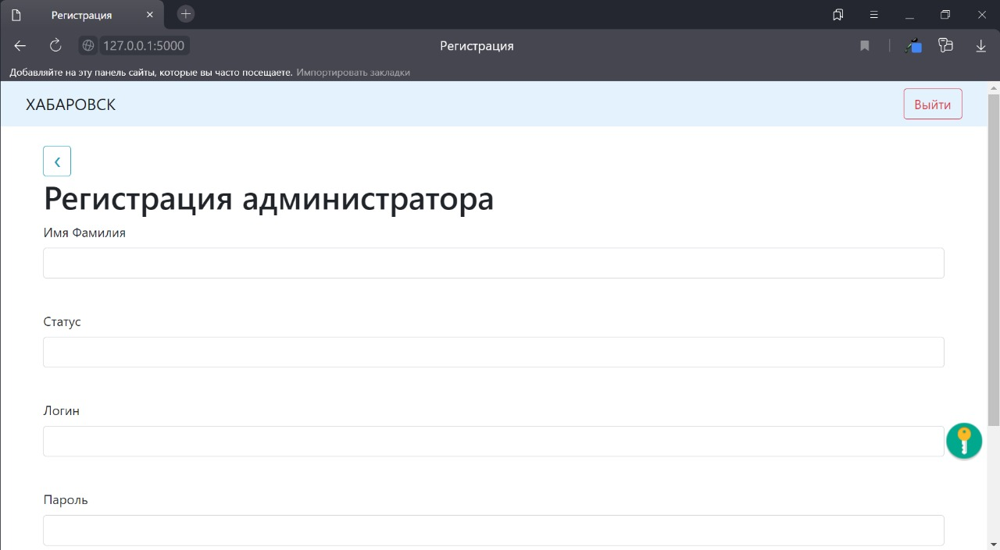 Регистрация
127.0.0.1:5000
Регистрация
Добавляйте на эту панель сайты, которые вы часто посещаете. Импортировать закладки
ХАБАРОВСК
Выйти
Регистрация администратора
Имя Фамилия
Статус
Логин
Пароль